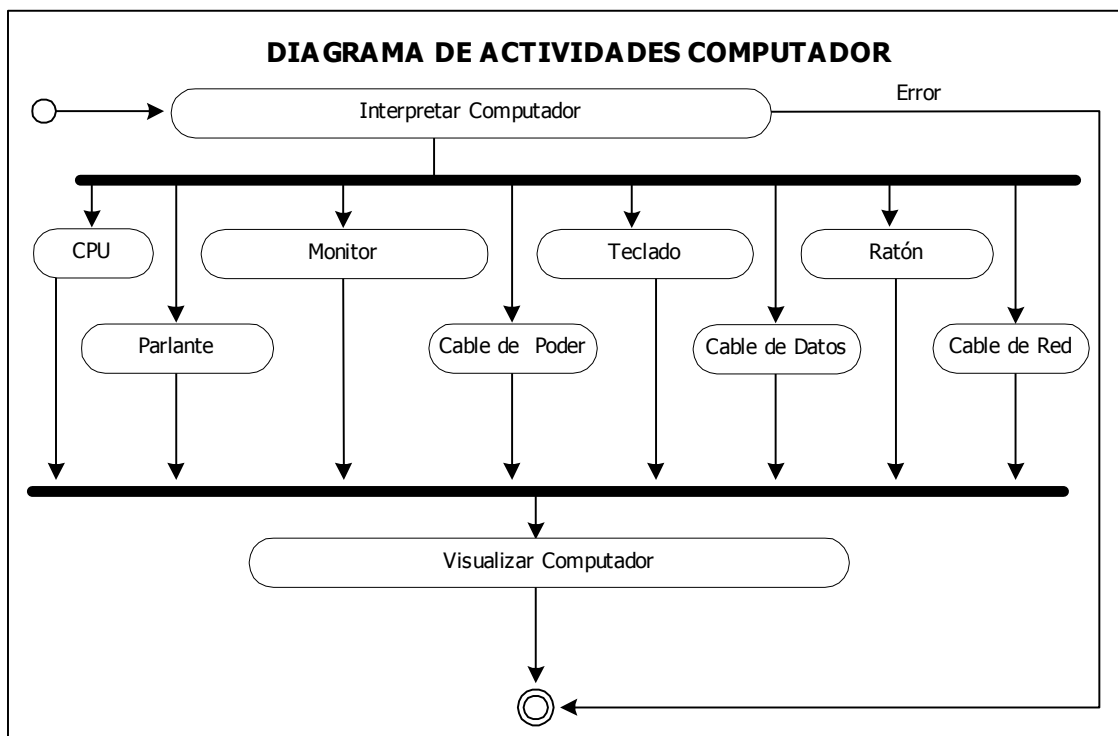 DIAGRAMA DE ACTIVIDADES COMPUTADOR
Error
Interpretar Computador
CPU
Monitor
Teclado
Ratón
Parlante
Cable de Poder
Cable de Datos
Cable de Red
Visualizar Computador